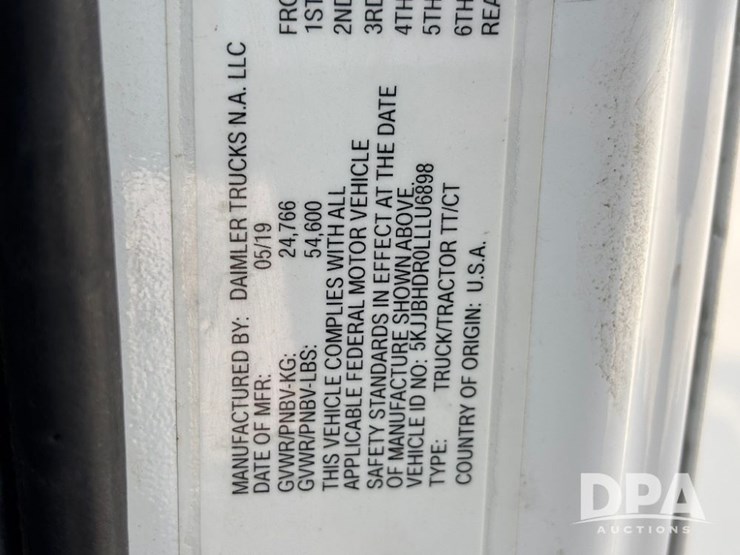 MANUFACTURED BY: DAIMLER TRUCKS N.A. LLC
DATE OF MFR: 05/19
GVWR/PNBV-KG: 24,766
GVWR/PNBV-LBS: 54,600
THIS VEHICLE COMPLIES WITH ALL
APPLICABLE FEDERAL MOTOR VEHICLE
SAFETY STANDARDS IN EFFECT AT THE DATE
OF MANUFACTURE SHOWN ABOVE.
VEHICLE ID NO: 5KJJBHDR0LLLU6898
TYPE: TRUCK/TRACTOR TT/CT
COUNTRY OF ORIGIN: U.S.A.
FRO
1ST
2ND
3RD
4TH
5TH
6TH
REA
DPA
AUCTIONS